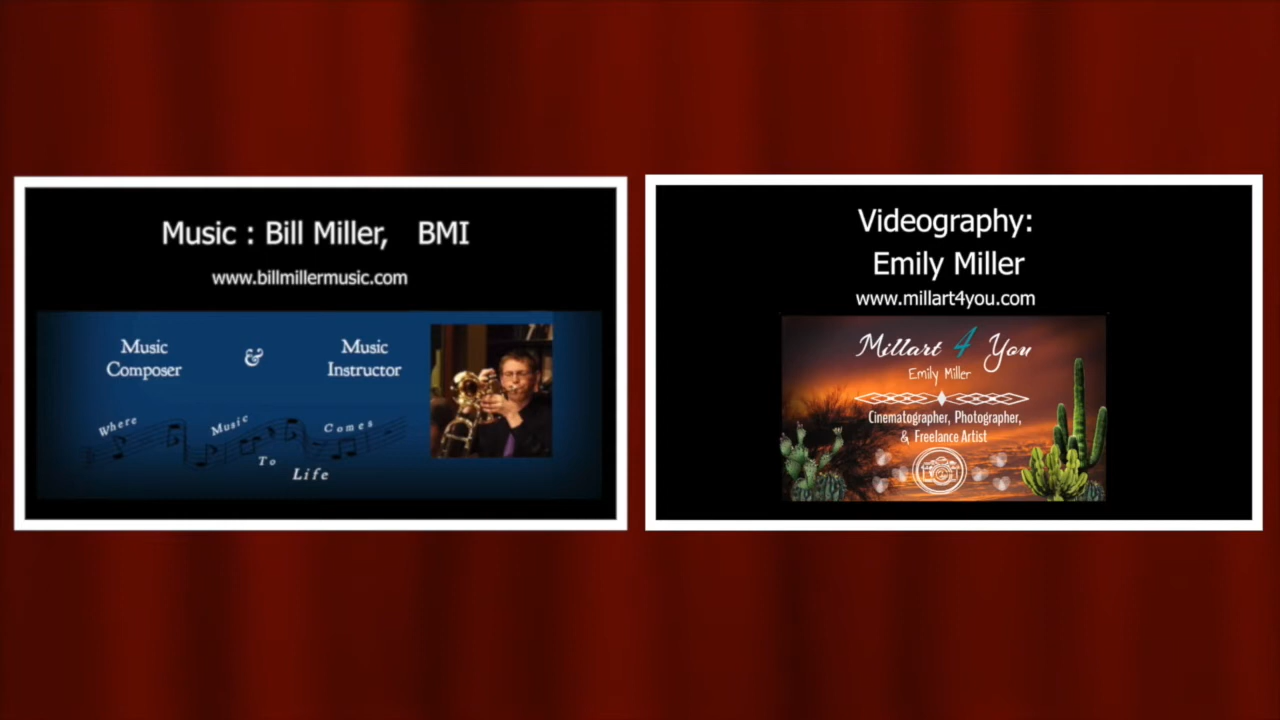 Music : Bill Miller, BMI
www.billmillermusic.com
Music Composer
&
Music Instructor
Where Music Comes To Life
Videography:
Emily Miller
www.millart4you.com
Millart 4 You
Emily Miller
Cinematographer, Photographer,
& Freelance Artist